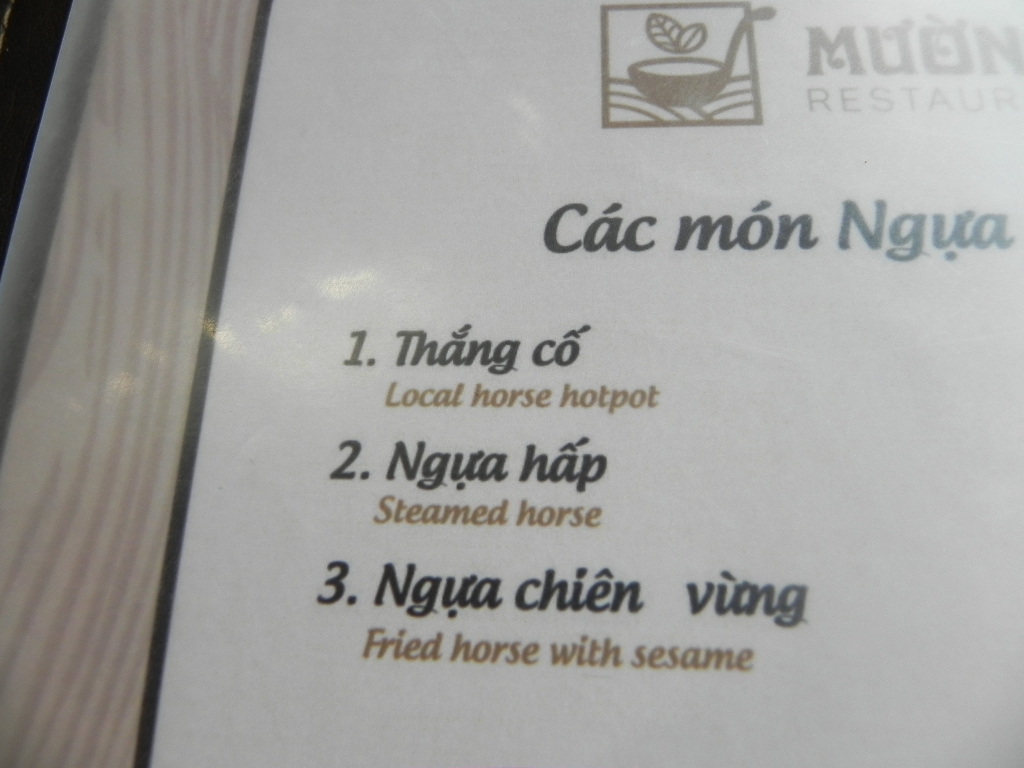 RESTAUR
Các món Ngựa
1. Thắng cố
Local horse hotpot
2. Ngựa hấp
Steamed horse
3. Ngựa chiên vừng
Fried horse with sesame